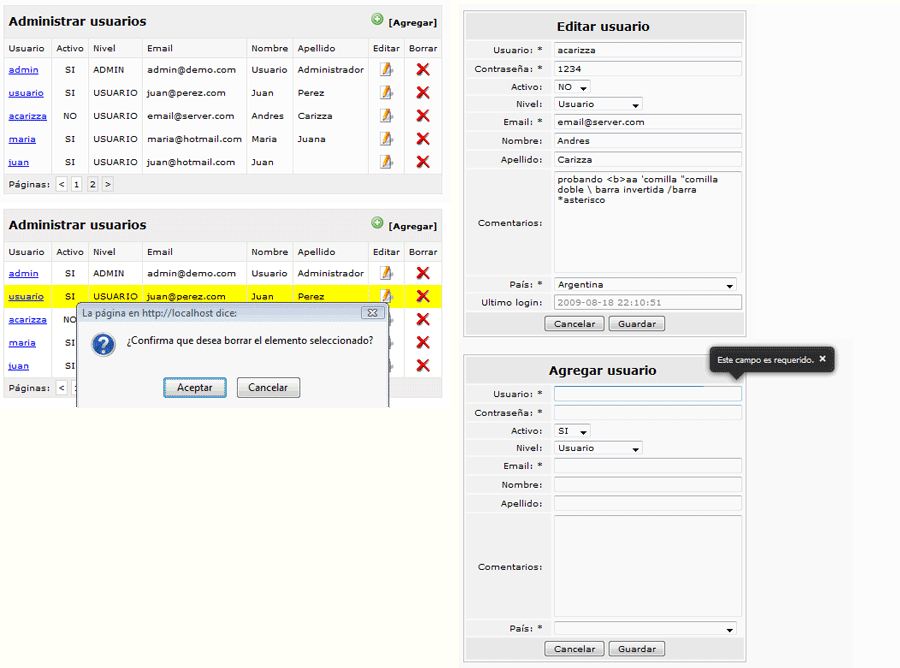 Administrar usuarios [Agregar]
Usuario Activo Nivel Email Nombre Apellido Editar Borrar
admin SI ADMIN admin@demo.com Usuario Administrador
usuario SI USUARIO juan@perez.com Juan Perez
acarizza NO USUARIO email@server.com Andres Carizza
maria SI USUARIO maria@hotmail.com Maria Juana
juan SI USUARIO juan@hotmail.com Juan
Páginas: < 1 2 >
Administrar usuarios [Agregar]
Usuario Activo Nivel Email Nombre Apellido Editar Borrar
admin SI ADMIN admin@demo.com Usuario Administrador
usuario SI USUARIO juan@perez.com Juan Perez
acarizza NO
maria SI
juan SI
Páginas: <
La página en http://localhost dice:
¿Confirma que desea borrar el elemento seleccionado?
Aceptar Cancelar
Editar usuario
Usuario: * acarizza
Contraseña: * 1234
Activo: NO
Nivel: Usuario
Email: * email@server.com
Nombre: Andres
Apellido: Carizza
Comentarios:
probando <b>aa 'comilla "comilla
doble \ barra invertida /barra
*asterisco
País: * Argentina
Ultimo login: 2009-08-18 22:10:51
Cancelar Guardar
Este campo es requerido. ×
Agregar usuario
Usuario: *
Contraseña: *
Activo: SI
Nivel: Usuario
Email: *
Nombre:
Apellido:
Comentarios:
País: *
Cancelar Guardar